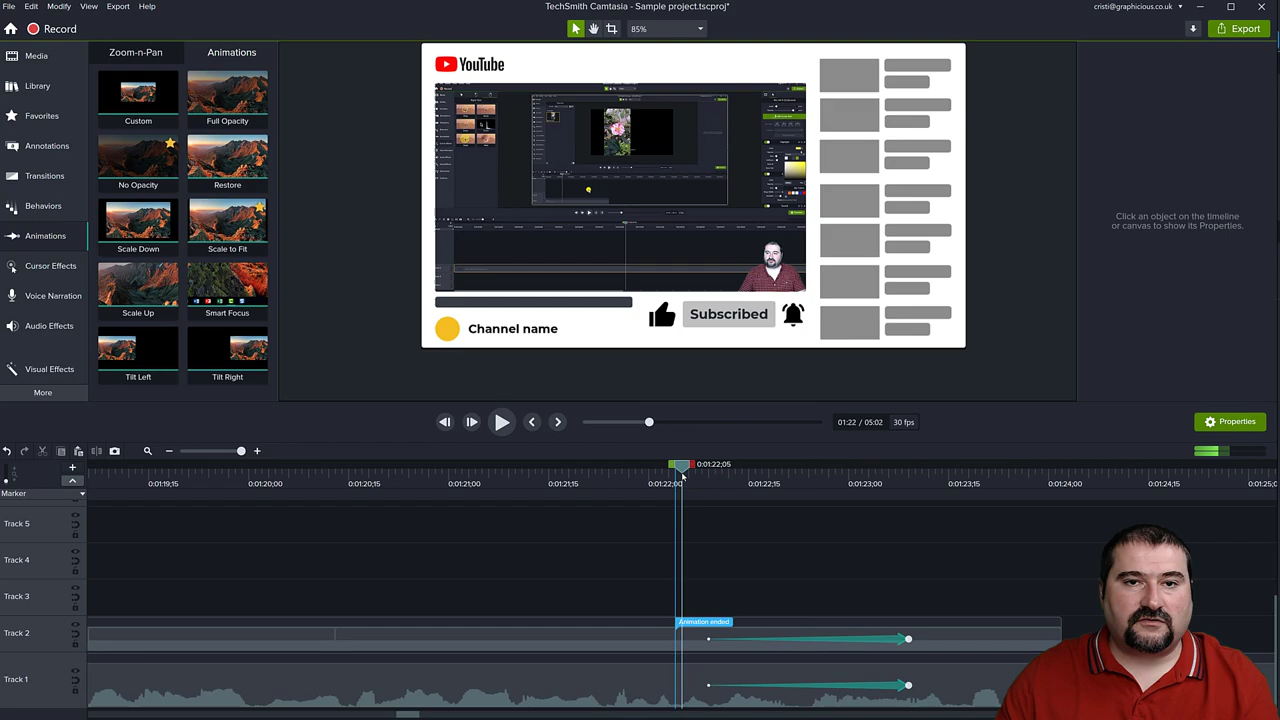 File Edit Modify View Export Help
TechSmith Camtasia - Sample project.tscproj*
cristi@graphicious.co.uk
Record
85%
Export
Media
Library
Favorites
Annotations
Transitions
Behaviors
Animations
Cursor Effects
Voice Narration
Audio Effects
Visual Effects
More
Zoom-n-Pan
Animations
Custom
Full Opacity
No Opacity
Restore
Scale Down
Scale to Fit
Scale Up
Smart Focus
Tilt Left
Tilt Right
YouTube
Subscribed
Channel name
Click an object on the timeline
or canvas to show its Properties.
01:22 / 05:02
30 fps
Properties
0:01:22;05
Marker
0:01:19;15
0:01:20;00
0:01:20;15
0:01:21;00
0:01:21;15
0:01:22;00
0:01:22;15
0:01:23;00
0:01:23;15
0:01:24;00
0:01:24;15
Track 5
Track 4
Track 3
Track 2
Animation ended
Track 1